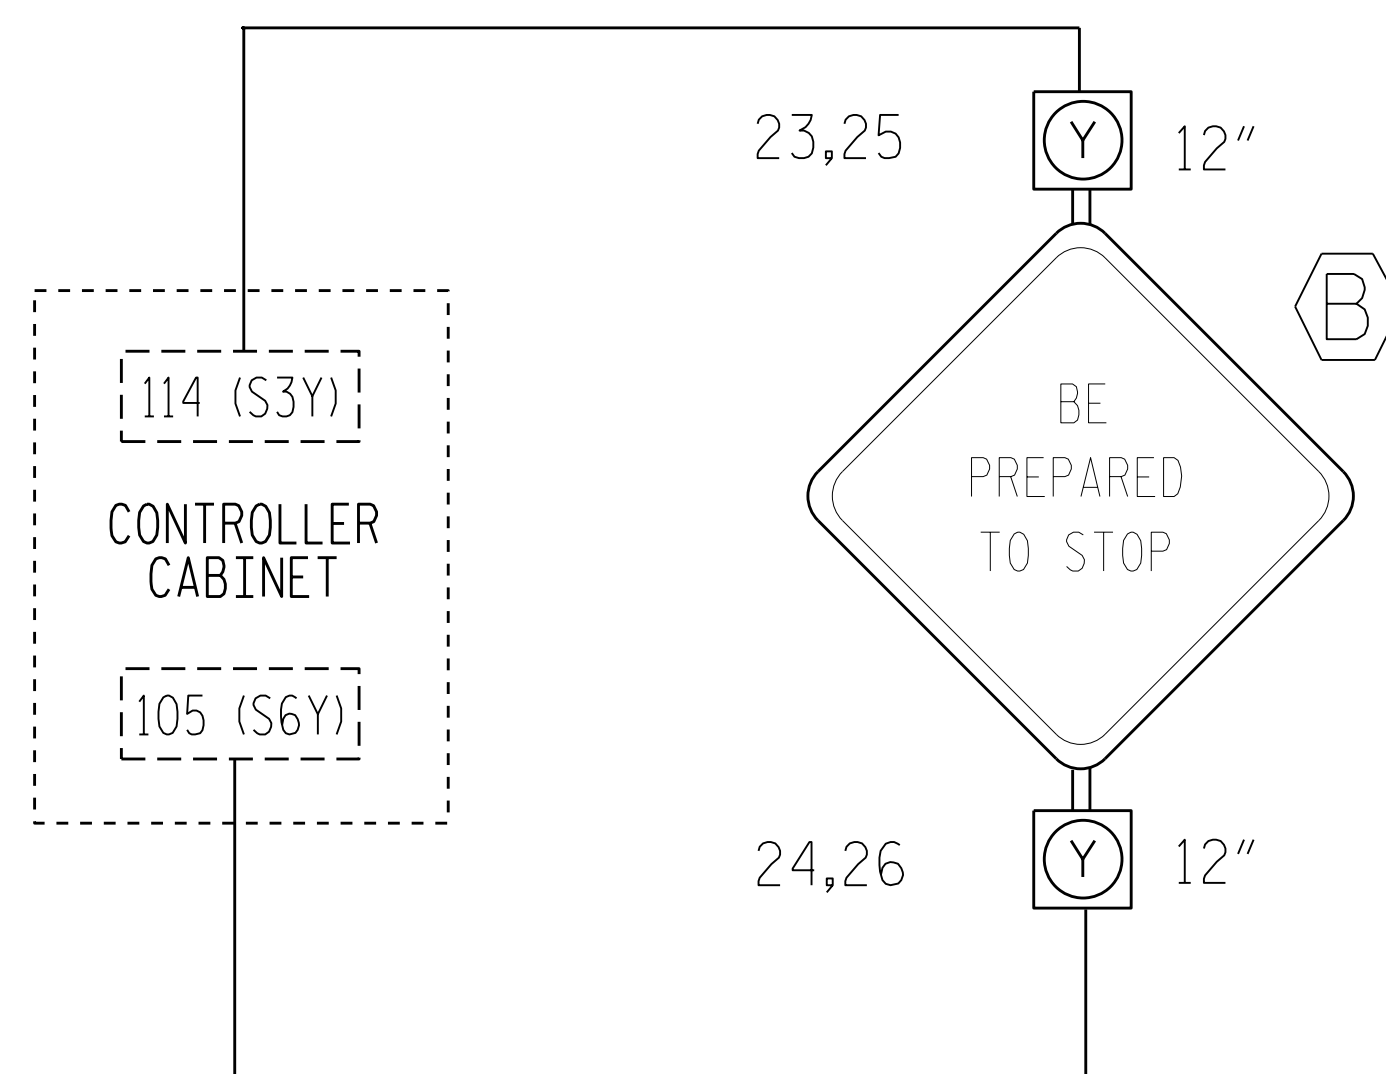 23,25
Y
12"
B
114 (S3Y)
BE
PREPARED
TO STOP
CONTROLLER
CABINET
105 (S6Y)
24,26
Y
12"